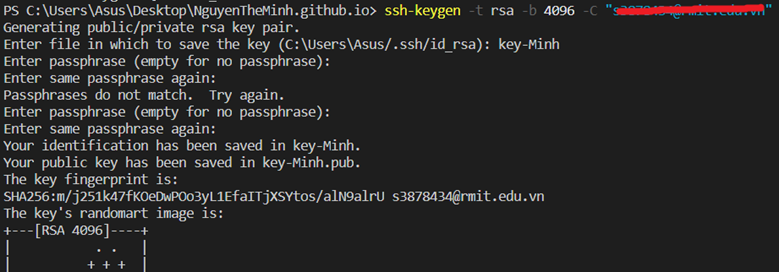 PS C:\Users\Asus\Desktop\NguyenTheMinh.github.io> ssh-keygen -t rsa -b 4096 -C "s3878434@rmit.edu.vn"
Generating public/private rsa key pair.
Enter file in which to save the key (C:\Users\Asus/.ssh/id_rsa): key-Minh
Enter passphrase (empty for no passphrase):
Enter same passphrase again:
Passphrases do not match.  Try again.
Enter passphrase (empty for no passphrase):
Enter same passphrase again:
Your identification has been saved in key-Minh.
Your public key has been saved in key-Minh.pub.
The key fingerprint is:
SHA256:m/j251k47fKOeDwPOo3yL1EfaITjXSYtos/alN9alrU s3878434@rmit.edu.vn
The key's randomart image is:
+---[RSA 4096]----+
|          . .    |
|         + + +   |